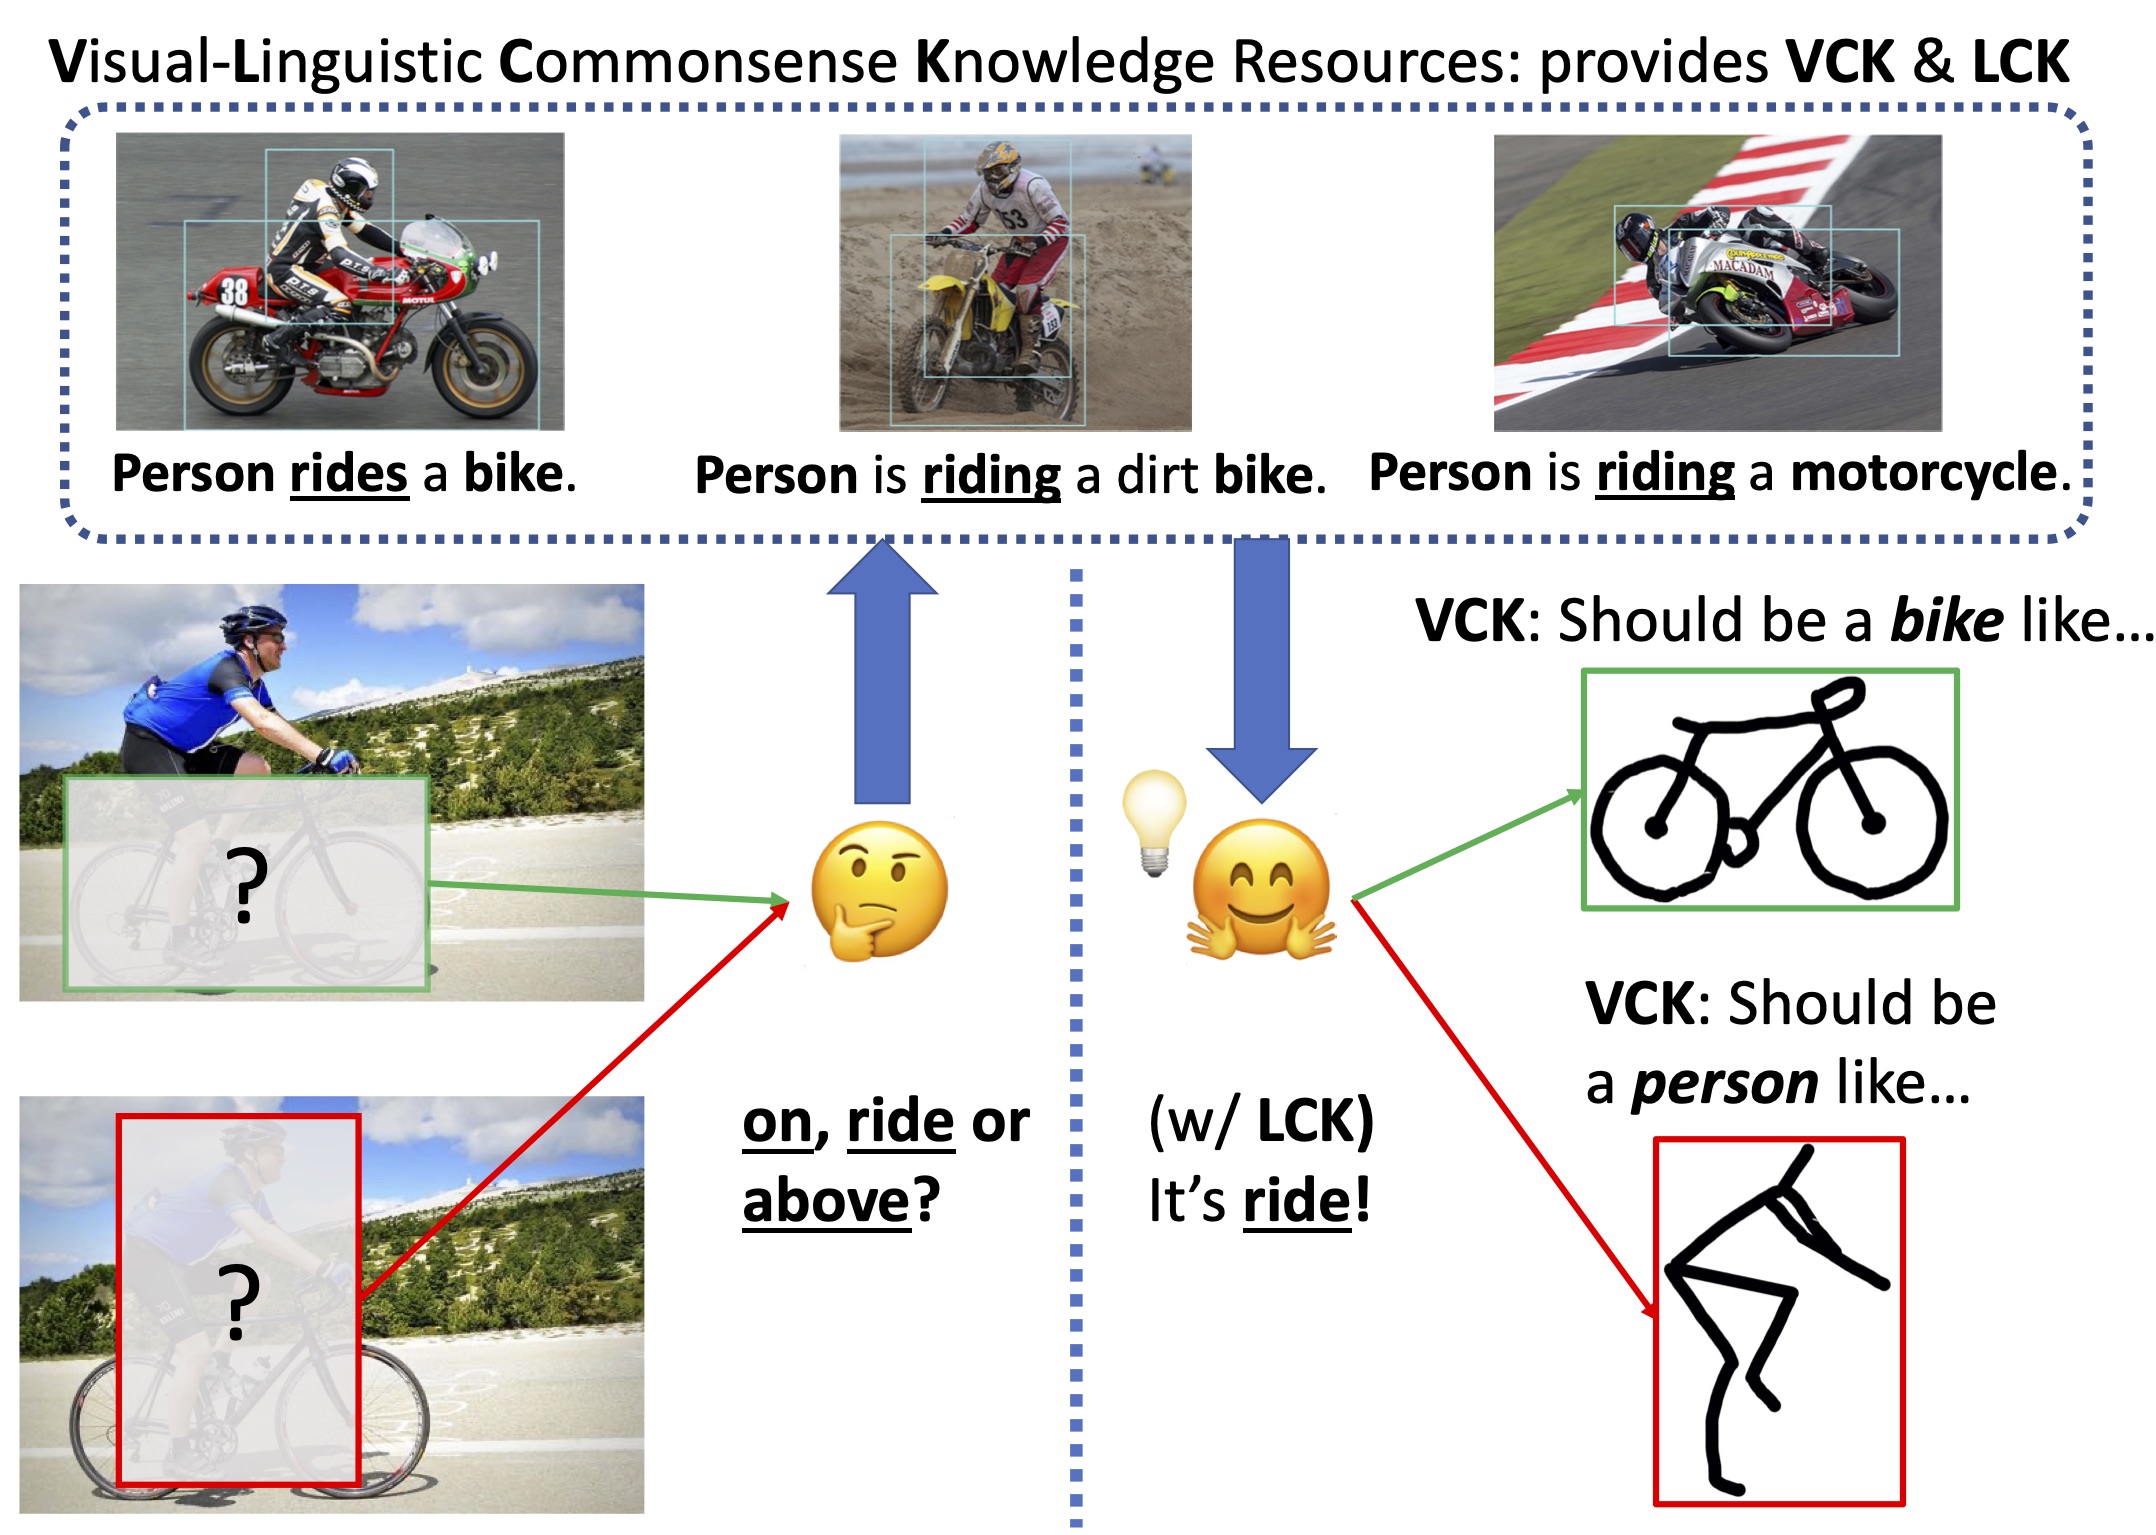 Visual-Linguistic Commonsense Knowledge Resources: provides VCK & LCK
38
MOTUL
P.T.S
P.T.S
53
153
MACADAM
Person rides a bike.
Person is riding a dirt bike.
Person is riding a motorcycle.
VCK: Should be a bike like...
?
VCK: Should be
a person like...
?
on, ride or
above?
(w/ LCK)
It's ride!